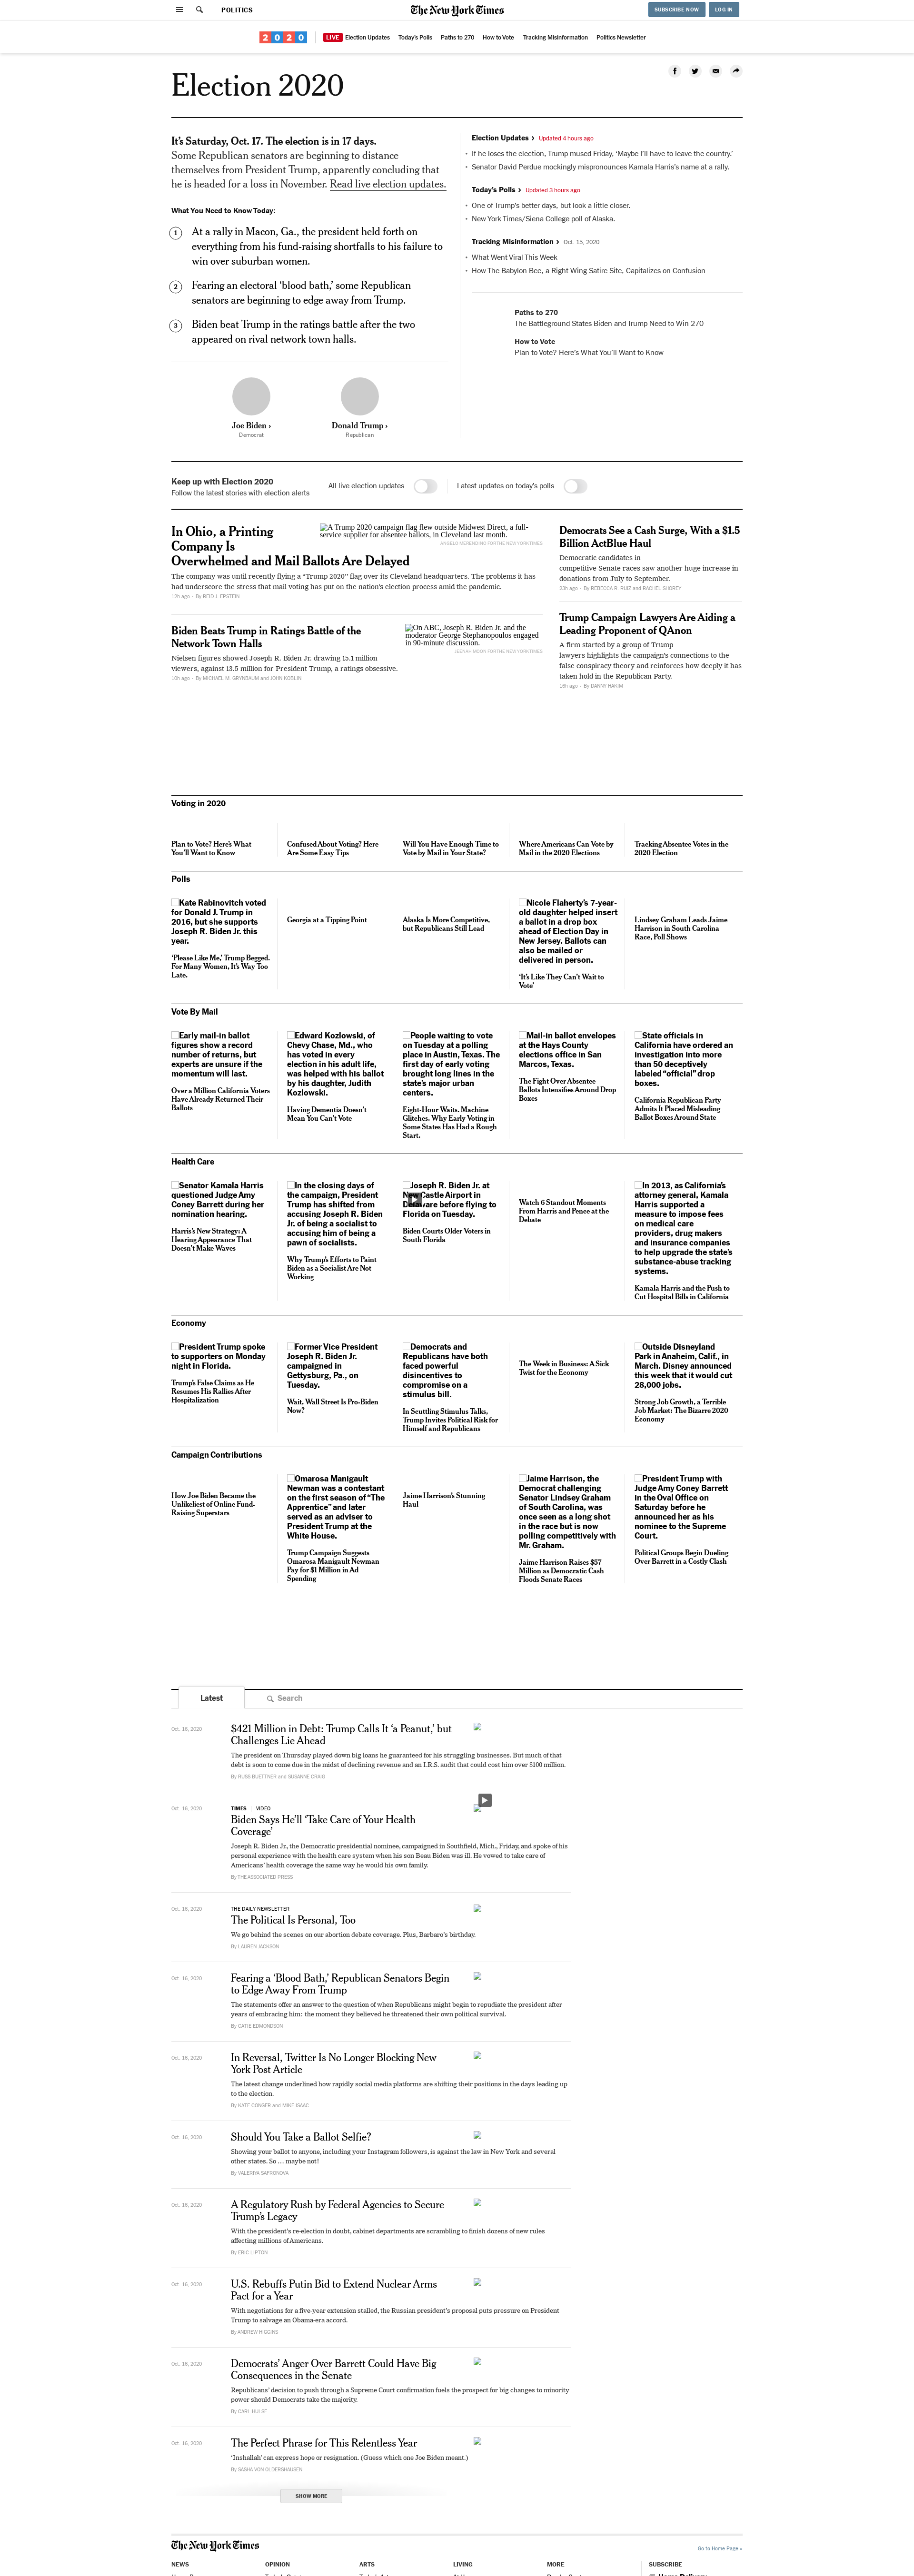 POLITICS
The New York Times
SUBSCRIBE NOW
LOG IN
2020
LIVE Election Updates
Today's Polls
Paths to 270
How to Vote
Tracking Misinformation
Politics Newsletter
Election 2020
It's Saturday, Oct. 17. The election is in 17 days.
Some Republican senators are beginning to distance
themselves from President Trump, apparently concluding that
he is headed for a loss in November. Read live election updates.
What You Need to Know Today:
1 At a rally in Macon, Ga., the president held forth on
everything from his fund-raising shortfalls to his failure to
win over suburban women.
2 Fearing an electoral 'blood bath,' some Republican
senators are beginning to edge away from Trump.
3 Biden beat Trump in the ratings battle after the two
appeared on rival network town halls.
Joe Biden ›
Democrat
Donald Trump ›
Republican
Election Updates › Updated 4 hours ago
• If he loses the election, Trump mused Friday, 'Maybe I'll have to leave the country.'
• Senator David Perdue mockingly mispronounces Kamala Harris's name at a rally.
Today's Polls › Updated 3 hours ago
• One of Trump's better days, but look a little closer.
• New York Times/Siena College poll of Alaska.
Tracking Misinformation › Oct. 15, 2020
• What Went Viral This Week
• How The Babylon Bee, a Right-Wing Satire Site, Capitalizes on Confusion
Paths to 270
The Battleground States Biden and Trump Need to Win 270
How to Vote
Plan to Vote? Here's What You'll Want to Know
Keep up with Election 2020
Follow the latest stories with election alerts
All live election updates
Latest updates on today's polls
In Ohio, a Printing
Company Is
Overwhelmed and Mail Ballots Are Delayed
A Trump 2020 campaign flag flew outside Midwest Direct, a full-
service supplier for absentee ballots, in Cleveland last month.
ANGELO MERENDINO FOR THE NEW YORK TIMES
The company was until recently flying a "Trump 2020" flag over its Cleveland headquarters. The problems it has
had underscore the stress that mail voting has put on the nation's election process amid the pandemic.
12h ago – By REID J. EPSTEIN
Biden Beats Trump in Ratings Battle of the
Network Town Halls
On ABC, Joseph R. Biden Jr. and the
moderator George Stephanopoulos engaged
in 90-minute discussion.
Nielsen figures showed Joseph R. Biden Jr. drawing 15.1 million
viewers, against 13.5 million for President Trump, a ratings obsessive.
10h ago – By MICHAEL M. GRYNBAUM and JOHN KOBLIN
Democrats See a Cash Surge, With a $1.5
Billion ActBlue Haul
Democratic candidates in
competitive Senate races saw another huge increase in
donations from July to September.
23h ago – By REBECCA R. RUIZ and RACHEL SHOREY
Trump Campaign Lawyers Are Aiding a
Leading Proponent of QAnon
A firm started by a group of Trump
lawyers highlights the campaign's connections to the
false conspiracy theory and reinforces how deeply it has
taken hold in the Republican Party.
16h ago – By DANNY HAKIM
Voting in 2020
Plan to Vote? Here's What
You'll Want to Know
Confused About Voting? Here
Are Some Easy Tips
Will You Have Enough Time to
Vote by Mail in Your State?
Where Americans Can Vote by
Mail in the 2020 Elections
Tracking Absentee Votes in the
2020 Election
Polls
Kate Rabinovitch voted
for Donald J. Trump in
2016, but she supports
Joseph R. Biden Jr. this
year.
'Please Like Me,' Trump Begged.
For Many Women, It's Way Too
Late.
Georgia at a Tipping Point
Alaska Is More Competitive,
but Republicans Still Lead
Nicole Flaherty's 7-year-
old daughter helped insert
a ballot in a drop box
ahead of Election Day in
New Jersey. Ballots can
also be mailed or
delivered in person.
'It's Like They Can't Wait to
Vote'
Lindsey Graham Leads Jaime
Harrison in South Carolina
Race, Poll Shows
Vote By Mail
Early mail-in ballot
figures show a record
number of returns, but
experts are unsure if the
momentum will last.
Over a Million California Voters
Have Already Returned Their
Ballots
Edward Kozlowski, of
Chevy Chase, Md., who
has voted in every
election in his adult life,
was helped with his ballot
by his daughter, Judith
Kozlowski.
Having Dementia Doesn't
Mean You Can't Vote
People waiting to vote
on Tuesday at a polling
place in Austin, Texas. The
first day of early voting
brought long lines in the
state's major urban
centers.
Eight-Hour Waits. Machine
Glitches. Why Early Voting in
Some States Has Had a Rough
Start.
Mail-in ballot envelopes
at the Hays County
elections office in San
Marcos, Texas.
The Fight Over Absentee
Ballots Intensifies Around Drop
Boxes
State officials in
California have ordered an
investigation into more
than 50 deceptively
labeled "official" drop
boxes.
California Republican Party
Admits It Placed Misleading
Ballot Boxes Around State
Health Care
Senator Kamala Harris
questioned Judge Amy
Coney Barrett during her
nomination hearing.
Harris's New Strategy: A
Hearing Appearance That
Doesn't Make Waves
In the closing days of
the campaign, President
Trump has shifted from
accusing Joseph R. Biden
Jr. of being a socialist to
accusing him of being a
pawn of socialists.
Why Trump's Efforts to Paint
Biden as a Socialist Are Not
Working
Joseph R. Biden Jr. at
Castle Airport in
before flying to
Florida on Tuesday.
Biden Courts Older Voters in
South Florida
Watch 6 Standout Moments
From Harris and Pence at the
Debate
In 2013, as California's
attorney general, Kamala
Harris supported a
measure to impose fees
on medical care
providers, drug makers
and insurance companies
to help upgrade the state's
substance-abuse tracking
systems.
Kamala Harris and the Push to
Cut Hospital Bills in California
Economy
President Trump spoke
to supporters on Monday
night in Florida.
Trump's False Claims as He
Resumes His Rallies After
Hospitalization
Former Vice President
Joseph R. Biden Jr.
campaigned in
Gettysburg, Pa., on
Tuesday.
Wait, Wall Street Is Pro-Biden
Now?
Democrats and
Republicans have both
faced powerful
disincentives to
compromise on a
stimulus bill.
In Scuttling Stimulus Talks,
Trump Invites Political Risk for
Himself and Republicans
The Week in Business: A Sick
Twist for the Economy
Outside Disneyland
Park in Anaheim, Calif., in
March. Disney announced
this week that it would cut
28,000 jobs.
Strong Job Growth, a Terrible
Job Market: The Bizarre 2020
Economy
Campaign Contributions
How Joe Biden Became the
Unlikeliest of Online Fund-
Raising Superstars
Omarosa Manigault
Newman was a contestant
on the first season of "The
Apprentice" and later
served as an adviser to
President Trump at the
White House.
Trump Campaign Suggests
Omarosa Manigault Newman
Pay for $1 Million in Ad
Spending
Jaime Harrison's Stunning
Haul
Jaime Harrison, the
Democrat challenging
Senator Lindsey Graham
of South Carolina, was
once seen as a long shot
in the race but is now
polling competitively with
Mr. Graham.
Jaime Harrison Raises $57
Million as Democratic Cash
Floods Senate Races
President Trump with
Judge Amy Coney Barrett
in the Oval Office on
Saturday before he
announced her as his
nominee to the Supreme
Court.
Political Groups Begin Dueling
Over Barrett in a Costly Clash
Latest
Search
Oct. 16, 2020
$421 Million in Debt: Trump Calls It 'a Peanut,' but
Challenges Lie Ahead
The president on Thursday played down big loans he guaranteed for his struggling businesses. But much of that
debt is soon to come due in the midst of declining revenue and an I.R.S. audit that could cost him over $100 million.
By RUSS BUETTNER and SUSANNE CRAIG
Oct. 16, 2020
TIMES | VIDEO
Biden Says He'll 'Take Care of Your Health
Coverage'
Joseph R. Biden Jr., the Democratic presidential nominee, campaigned in Southfield, Mich., Friday, and spoke of his
personal experience with the health care system when his son Beau Biden was ill. He vowed to take care of
Americans' health coverage the same way he would his own family.
By THE ASSOCIATED PRESS
Oct. 16, 2020
THE DAILY NEWSLETTER
The Political Is Personal, Too
We go behind the scenes on our abortion debate coverage. Plus, Barbaro's birthday.
By LAUREN JACKSON
Oct. 16, 2020
Fearing a 'Blood Bath,' Republican Senators Begin
to Edge Away From Trump
The statements offer an answer to the question of when Republicans might begin to repudiate the president after
years of embracing him: the moment they believed he threatened their own political survival.
By CATIE EDMONDSON
Oct. 16, 2020
In Reversal, Twitter Is No Longer Blocking New
York Post Article
The latest change underlined how rapidly social media platforms are shifting their positions in the days leading up
to the election.
By KATE CONGER and MIKE ISAAC
Oct. 16, 2020
Should You Take a Ballot Selfie?
Showing your ballot to anyone, including your Instagram followers, is against the law in New York and several
other states. So … maybe not!
By VALERIYA SAFRONOVA
Oct. 16, 2020
A Regulatory Rush by Federal Agencies to Secure
Trump's Legacy
With the president's re-election in doubt, cabinet departments are scrambling to finish dozens of new rules
affecting millions of Americans.
By ERIC LIPTON
Oct. 16, 2020
U.S. Rebuffs Putin Bid to Extend Nuclear Arms
Pact for a Year
With negotiations for a five-year extension stalled, the Russian president's proposal puts pressure on President
Trump to salvage an Obama-era accord.
By ANDREW HIGGINS
Oct. 16, 2020
Democrats' Anger Over Barrett Could Have Big
Consequences in the Senate
Republicans' decision to push through a Supreme Court confirmation fuels the prospect for big changes to minority
power should Democrats take the majority.
By CARL HULSE
Oct. 16, 2020
The Perfect Phrase for This Relentless Year
'Inshallah' can express hope or resignation. (Guess which one Joe Biden meant.)
By SASHA VON OLDERSHAUSEN
SHOW MORE
The New York Times
Go to Home Page »
NEWS
OPINION
ARTS
LIVING
MORE
SUBSCRIBE